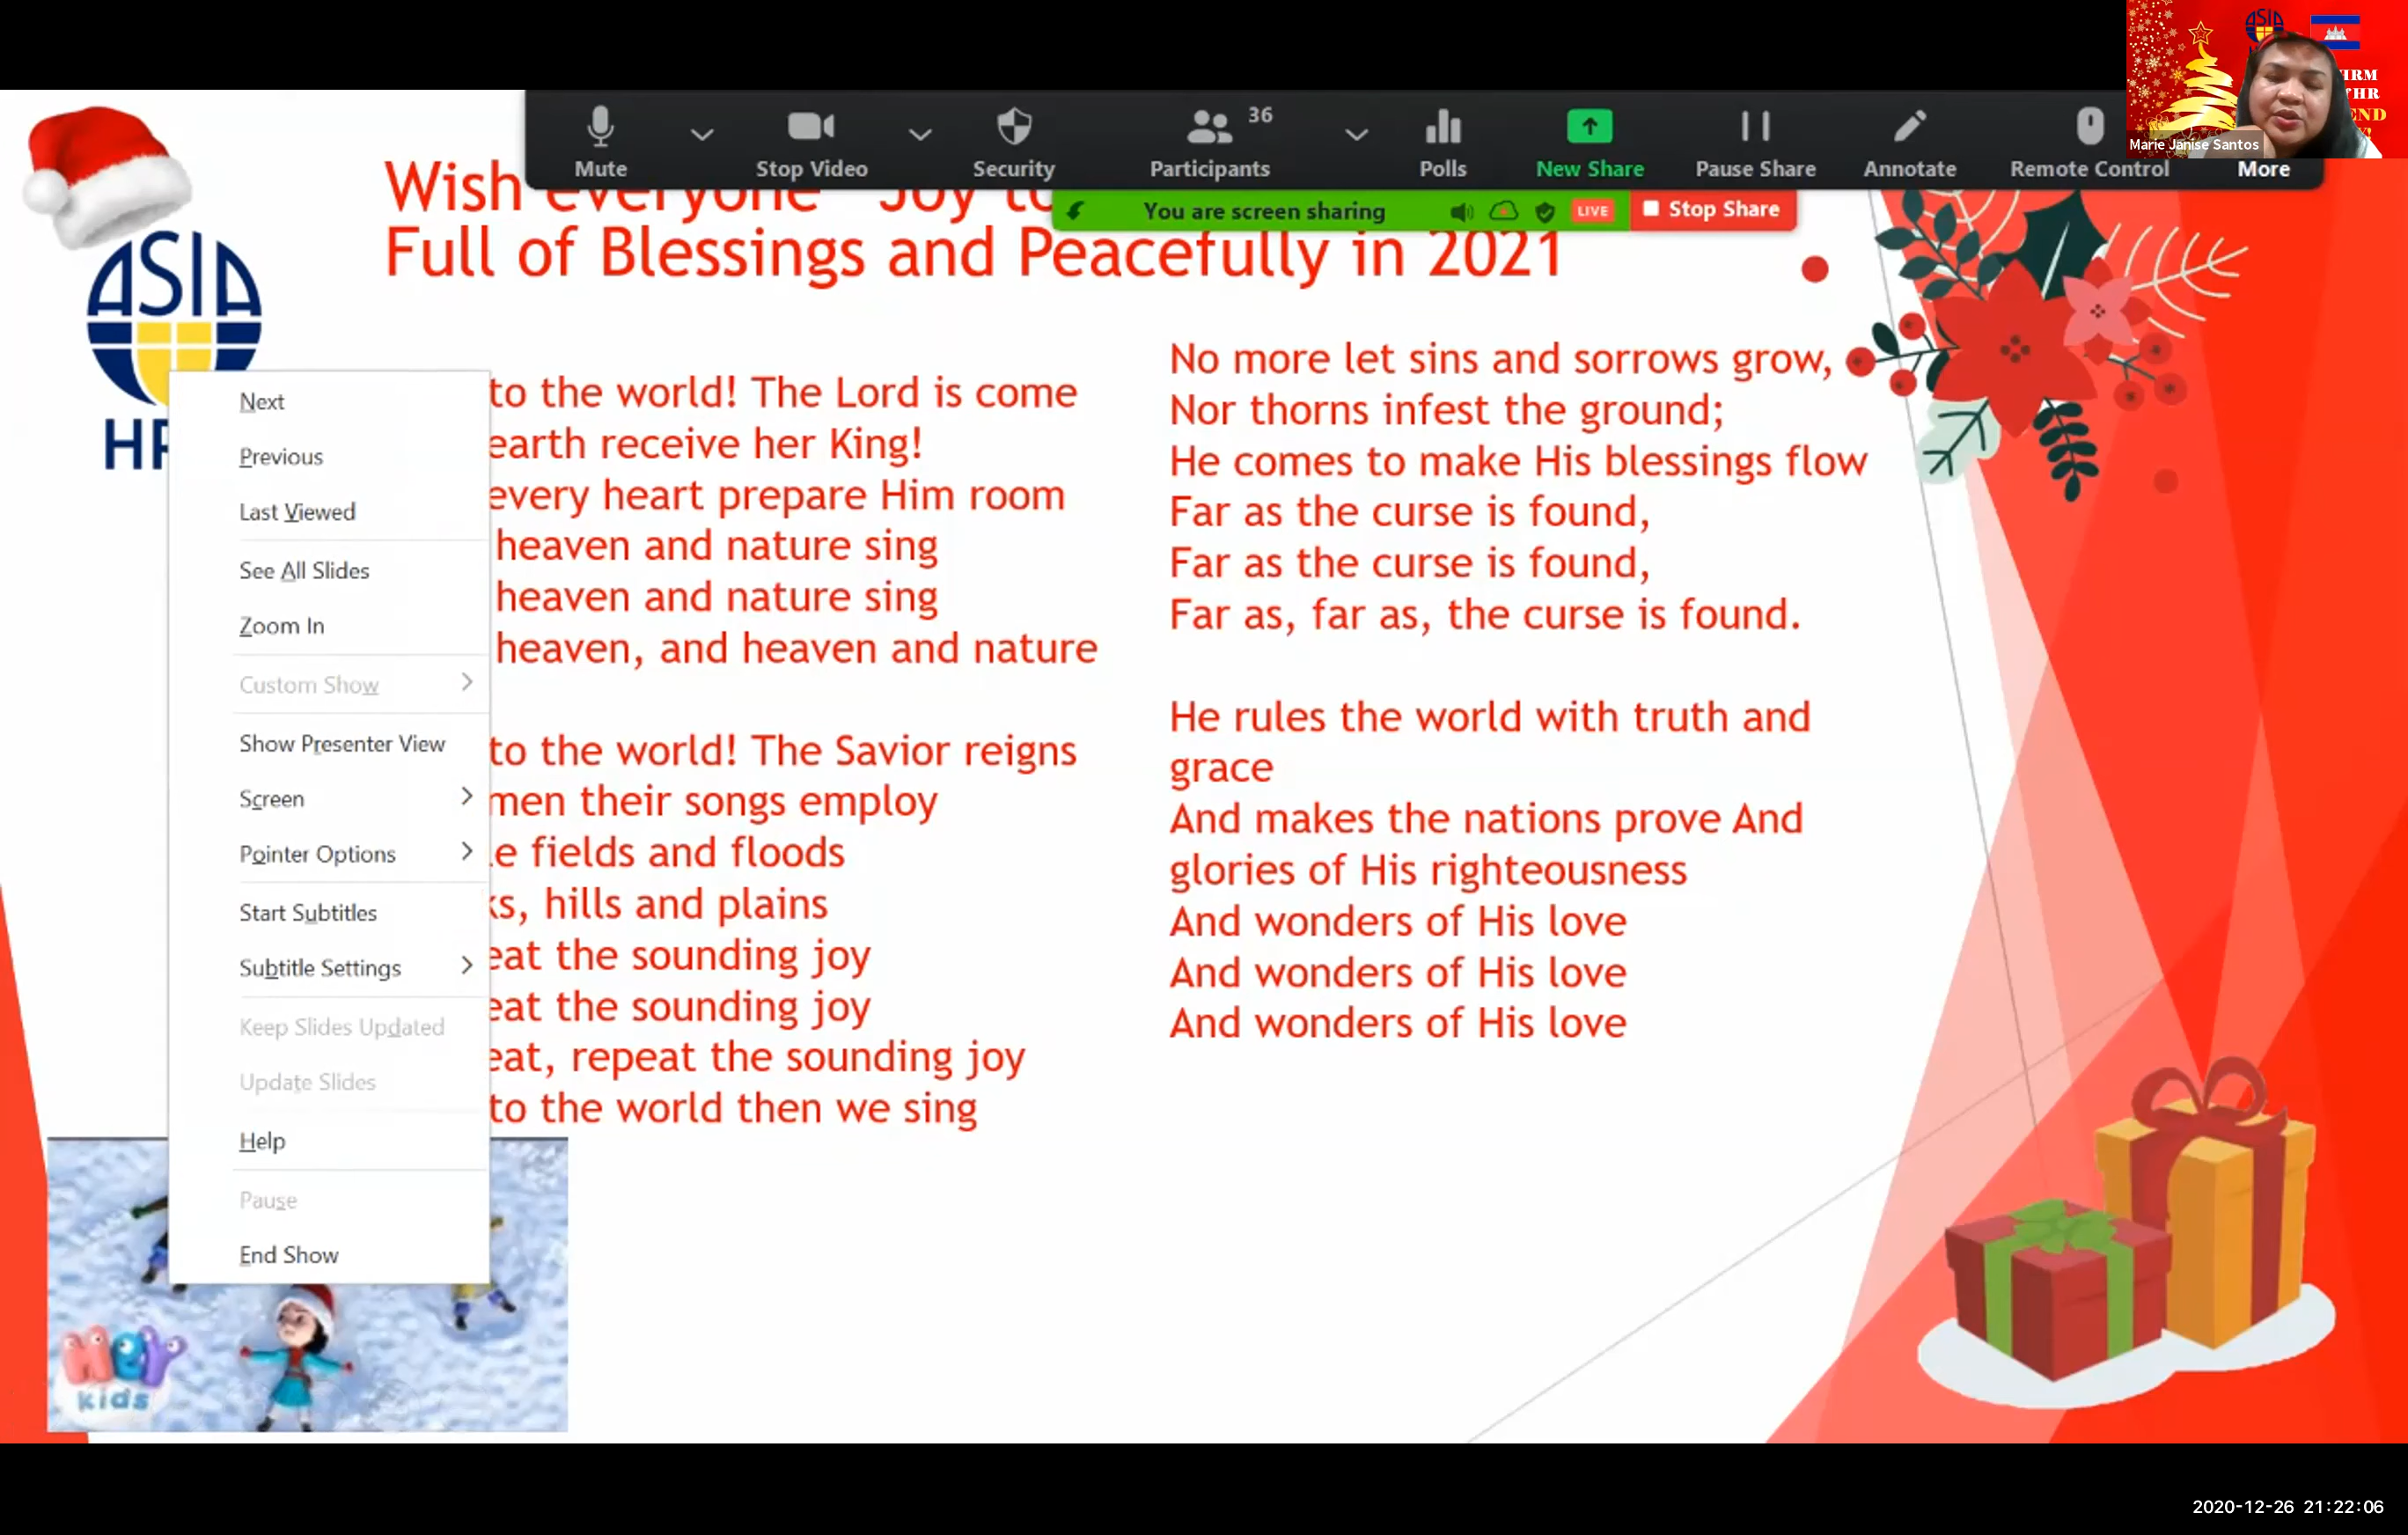 ASIA
HRM
HR
END
Y!
Marie Janise Santos
Mute
Stop Video
Security
36
Participants
Polls
New Share
Pause Share
Annotate
Remote Control
More
You are screen sharing
LIVE
Stop Share
Wish everyone "Joy to
Full of Blessings and Peacefully in 2021
ASIA
Next
Previous
Last Viewed
See All Slides
Zoom In
Custom Show
Show Presenter View
Screen
Pointer Options
Start Subtitles
Subtitle Settings
Keep Slides Updated
Update Slides
Help
Pause
End Show
to the world! The Lord is come
earth receive her King!
every heart prepare Him room
heaven and nature sing
heaven and nature sing
heaven, and heaven and nature
to the world! The Savior reigns
men their songs employ
fields and floods
hills and plains
eat the sounding joy
eat the sounding joy
eat, repeat the sounding joy
to the world then we sing
No more let sins and sorrows grow,
Nor thorns infest the ground;
He comes to make His blessings flow
Far as the curse is found,
Far as the curse is found,
Far as, far as, the curse is found.
He rules the world with truth and
grace
And makes the nations prove And
glories of His righteousness
And wonders of His love
And wonders of His love
And wonders of His love
HeY
kids
2020-12-26 21:22:06